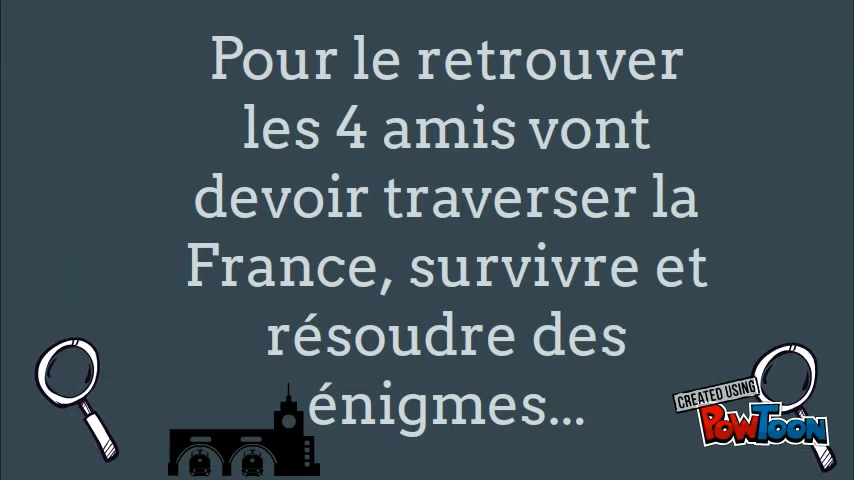 Pour le retrouver
les 4 amis vont
devoir traverser la
France, survivre et
résoudre des
énigmes...
CREATED USING
POWTOON